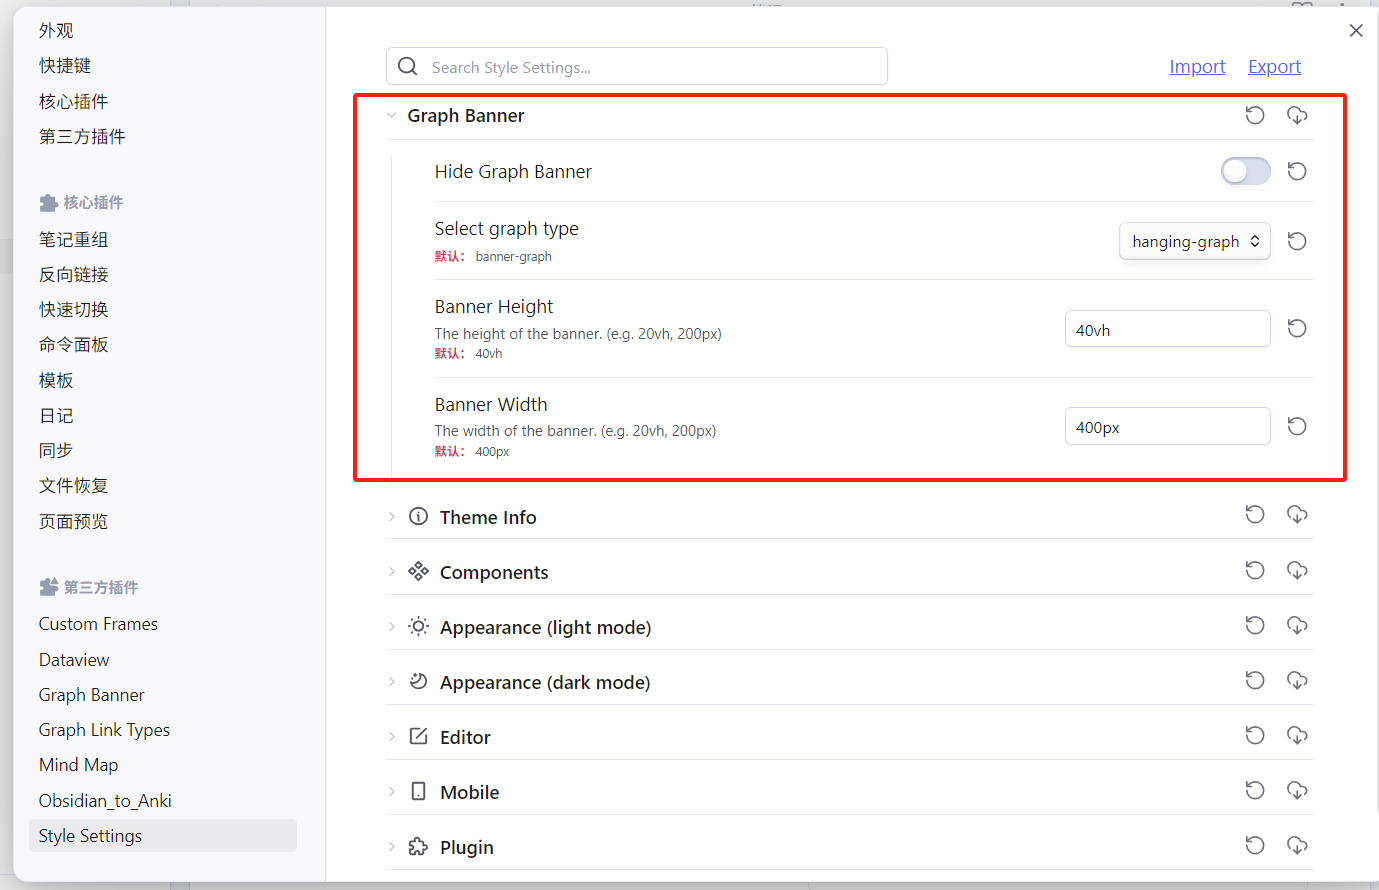 外观
快捷键
核心插件
第三方插件
核心插件
笔记重组
反向链接
快速切换
命令面板
模板
日记
同步
文件恢复
页面预览
第三方插件
Custom Frames
Dataview
Graph Banner
Graph Link Types
Mind Map
Obsidian_to_Anki
Style Settings
Search Style Settings...
Import
Export
Graph Banner
Hide Graph Banner
Select graph type
默认： banner-graph
hanging-graph
Banner Height
The height of the banner. (e.g. 20vh, 200px)
默认： 40vh
40vh
Banner Width
The width of the banner. (e.g. 20vh, 200px)
默认： 400px
400px
Theme Info
Components
Appearance (light mode)
Appearance (dark mode)
Editor
Mobile
Plugin